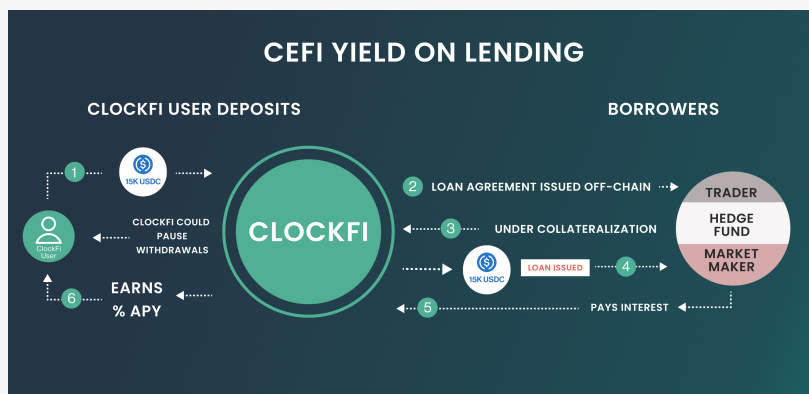 CEFI YIELD ON LENDING
CLOCKFI USER DEPOSITS
BORROWERS
1
15K USDC
ClockFi
User
CLOCKFI COULD
PAUSE
WITHDRAWALS
6
EARNS
% APY
CLOCKFI
2 LOAN AGREEMENT ISSUED OFF-CHAIN
3 UNDER COLLATERALIZATION
15K USDC
LOAN ISSUED
4
5
PAYS INTEREST
TRADER
HEDGE
FUND
MARKET
MAKER